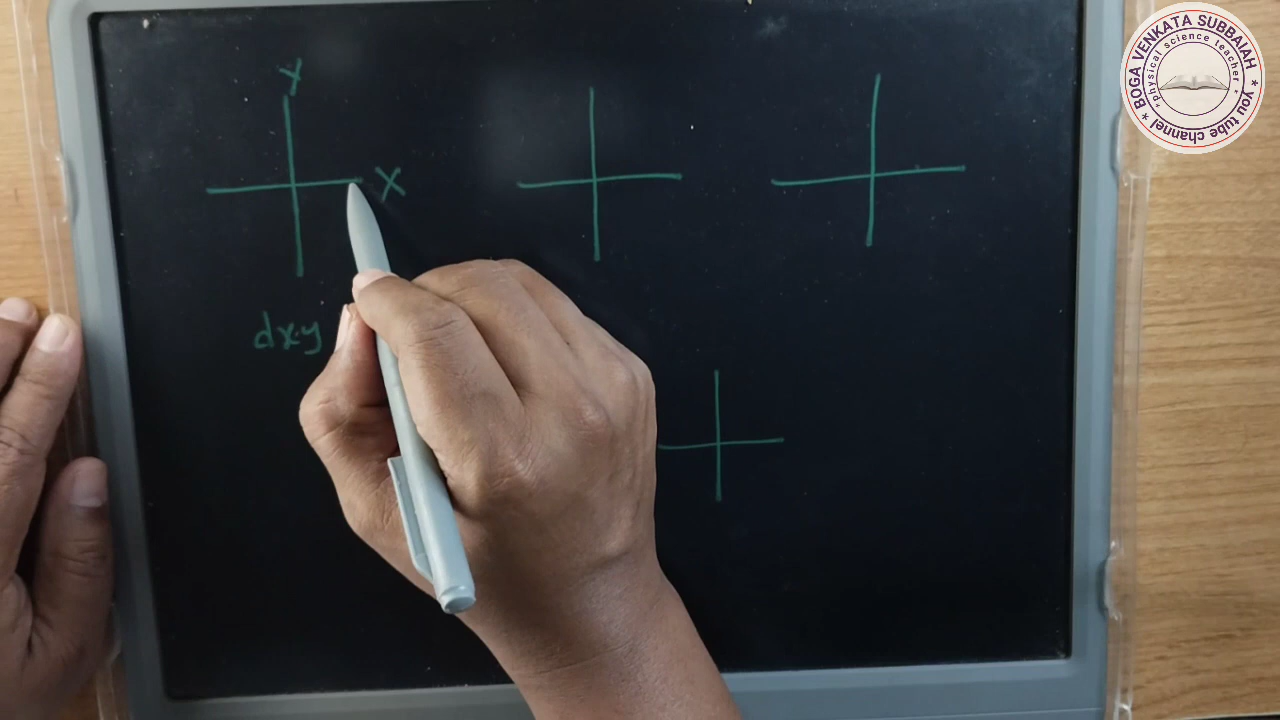 Y
X
dxy
BOGA VENKATA SUBBAIAH
* You tube channel *
* Physical science teacher *